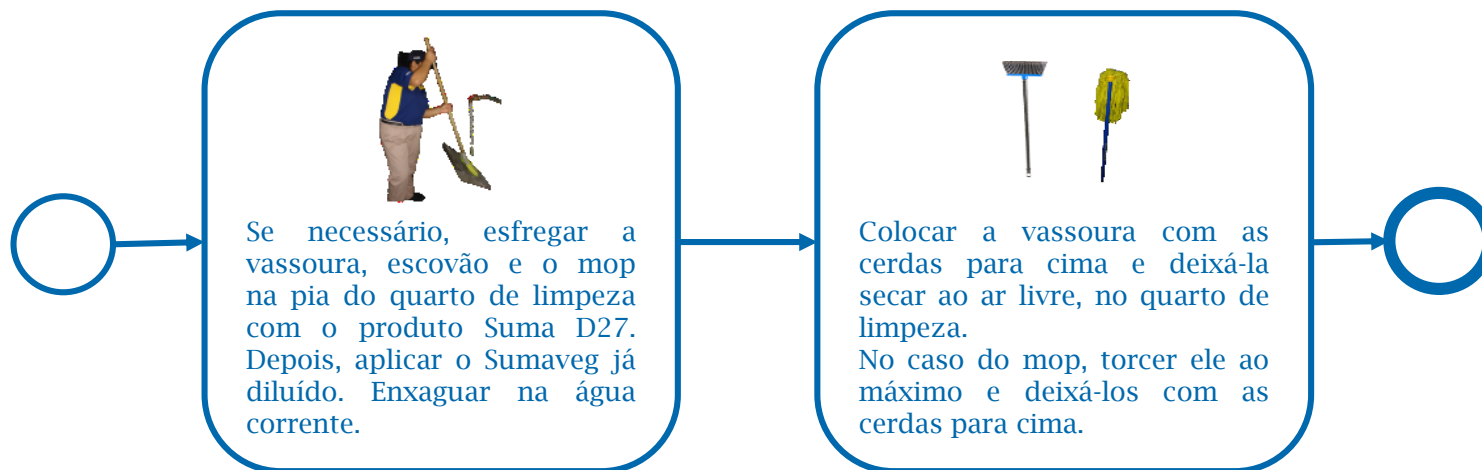 Se necessário, esfregar a
vassoura, escovão e o mop
na pia do quarto de limpeza
com o produto Suma D27.
Depois, aplicar o Sumaveg já
diluído. Enxaguar na água
corrente.
Colocar a vassoura com as
cerdas para cima e deixá-la
secar ao ar livre, no quarto de
limpeza.
No caso do mop, torcer ele ao
máximo e deixá-los com as
cerdas para cima.